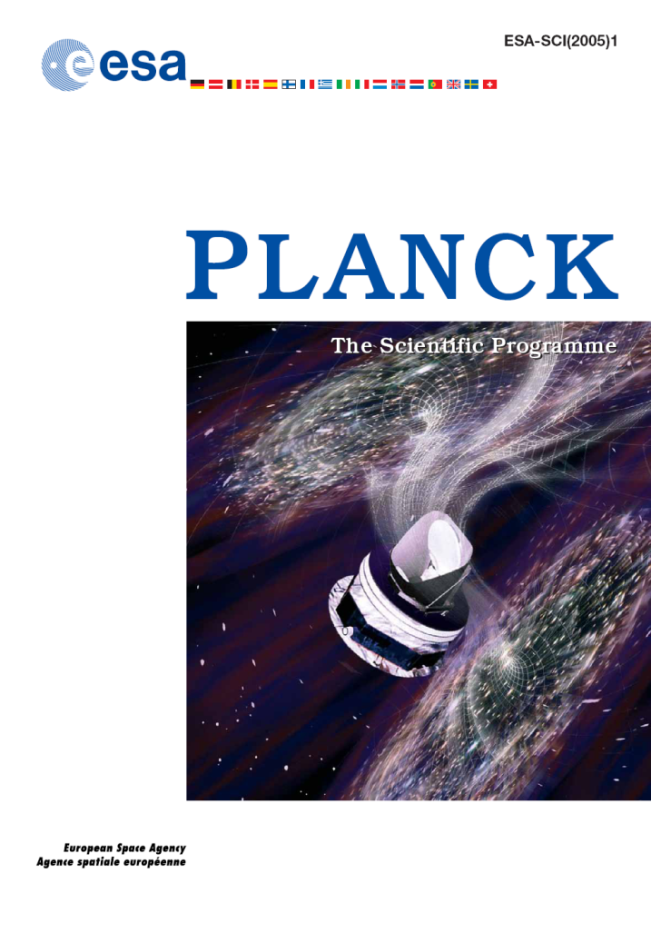 esa
ESA-SCI(2005)1
PLANCK
The Scientific Programme
European Space Agency
Agence spatiale européenne